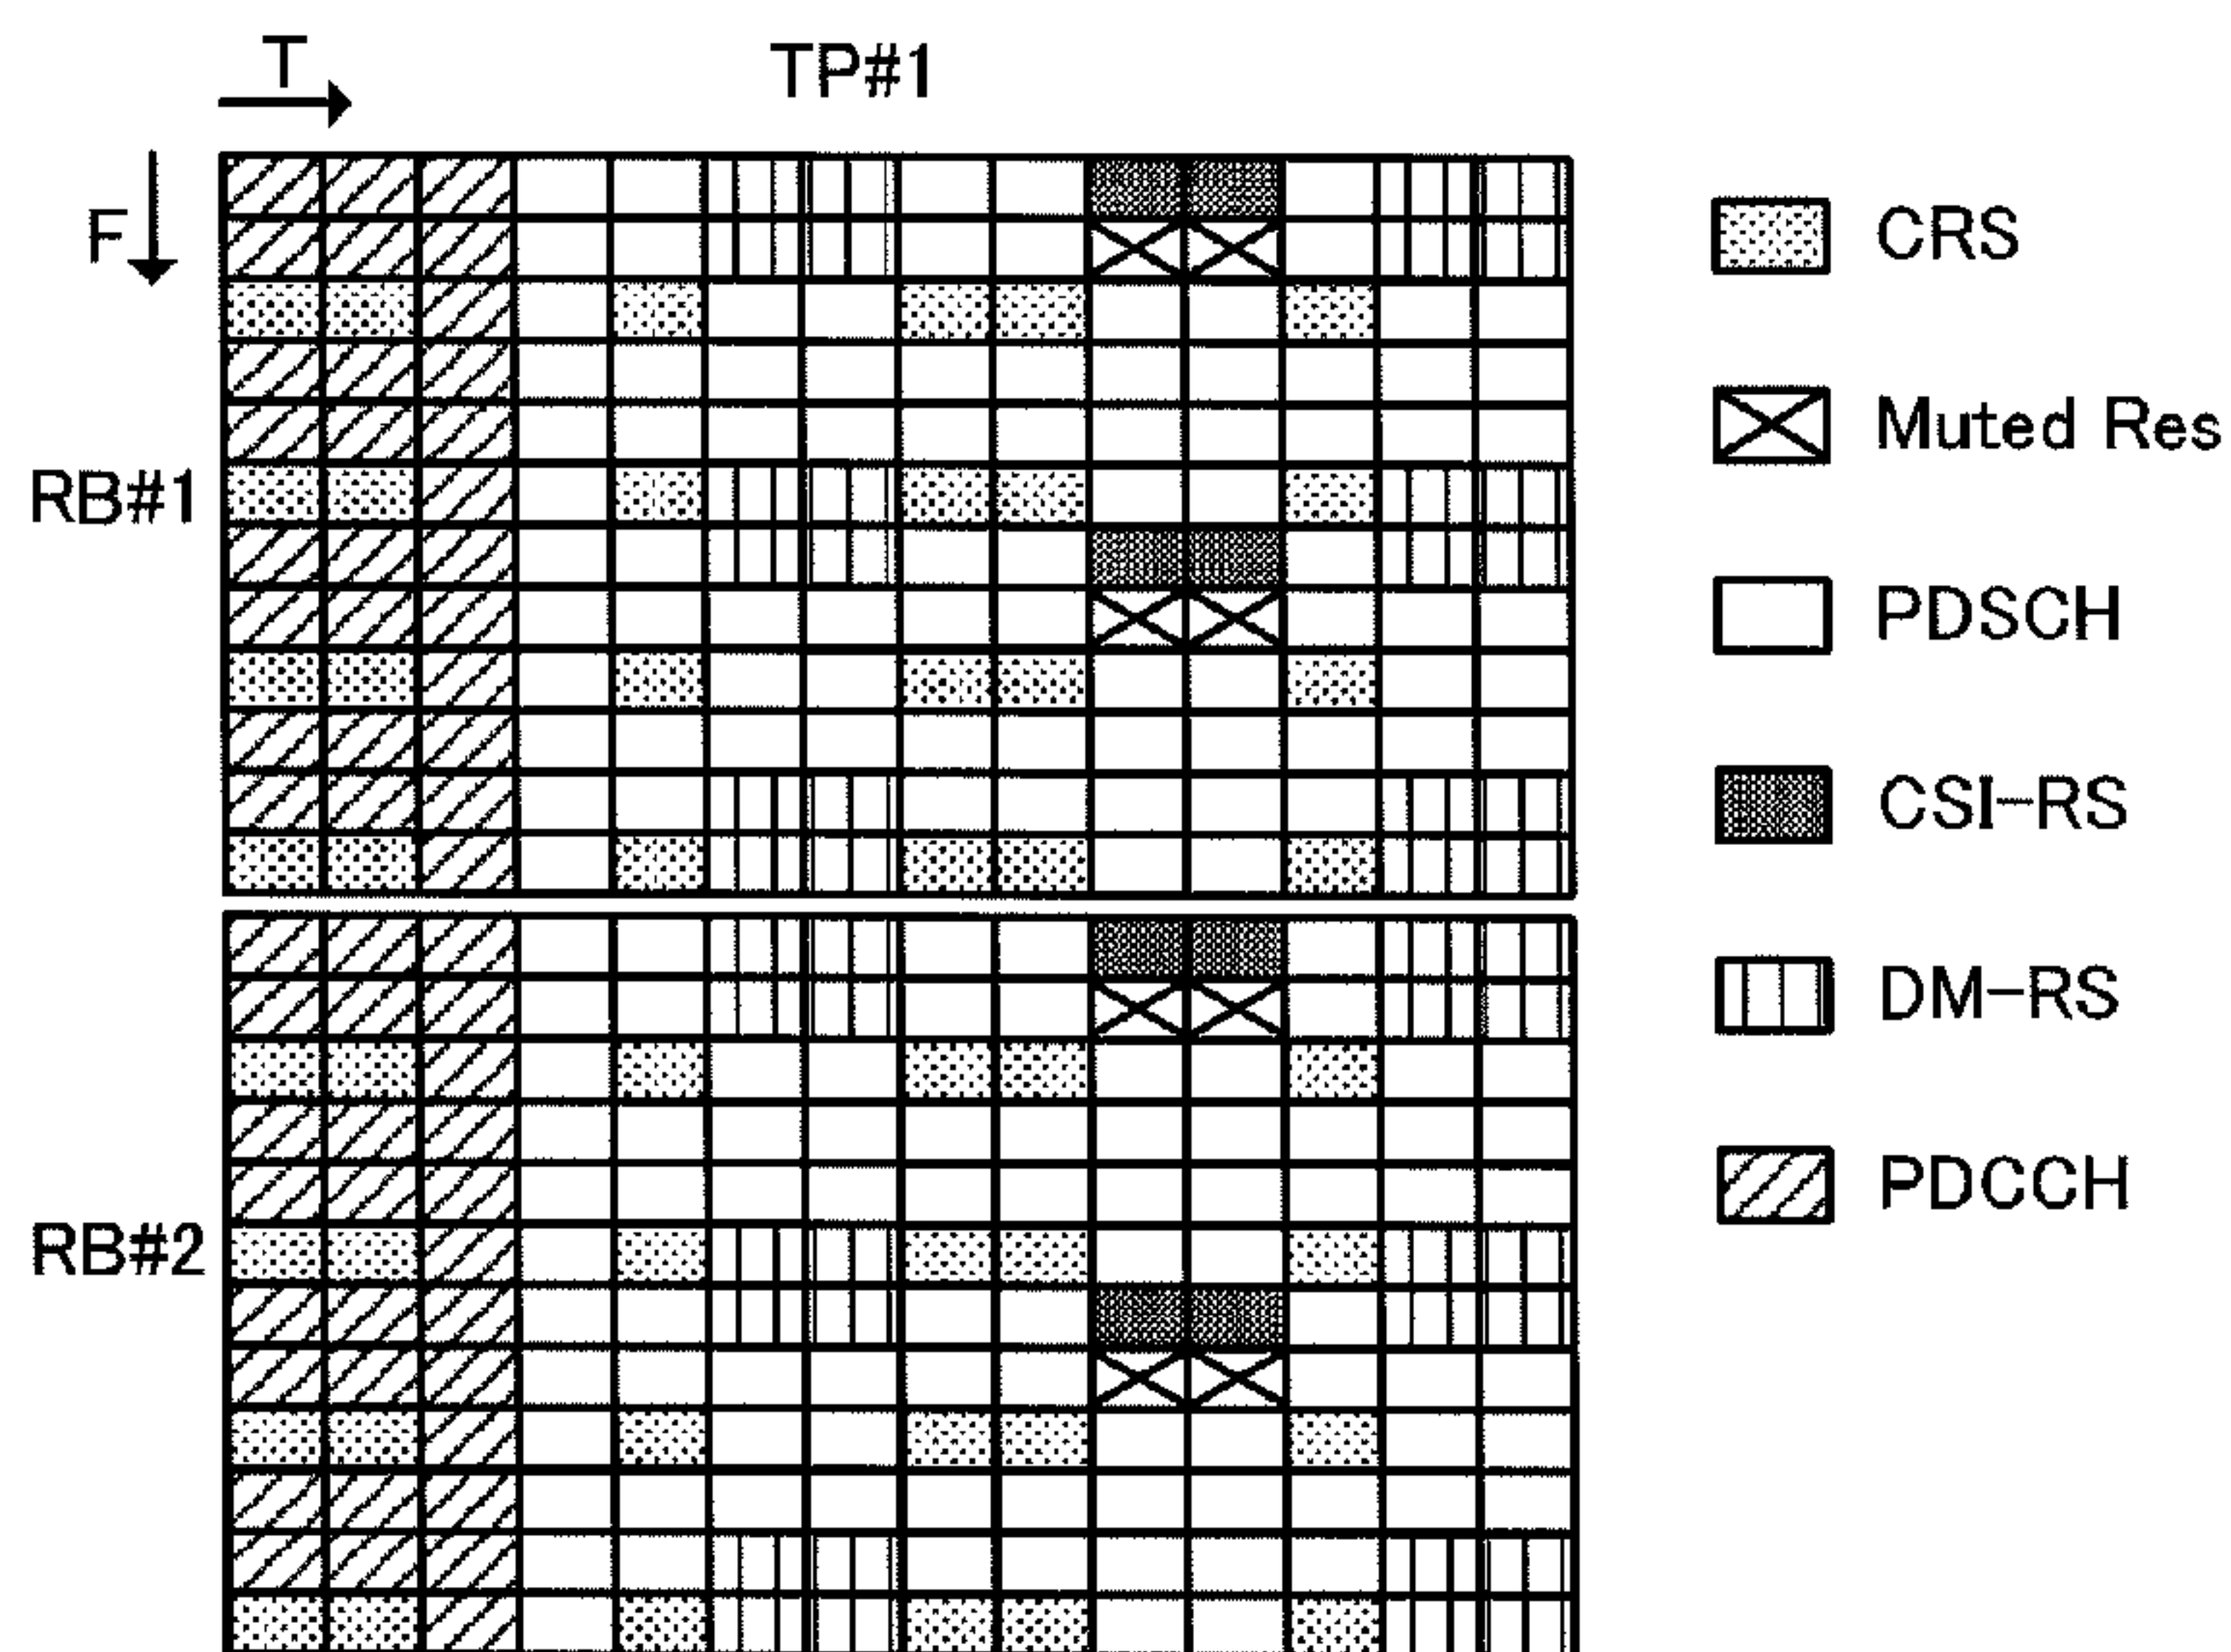 T
TP#1
F
CRS
Muted Res
RB#1
PDSCH
CSI-RS
DM-RS
PDCCH
RB#2